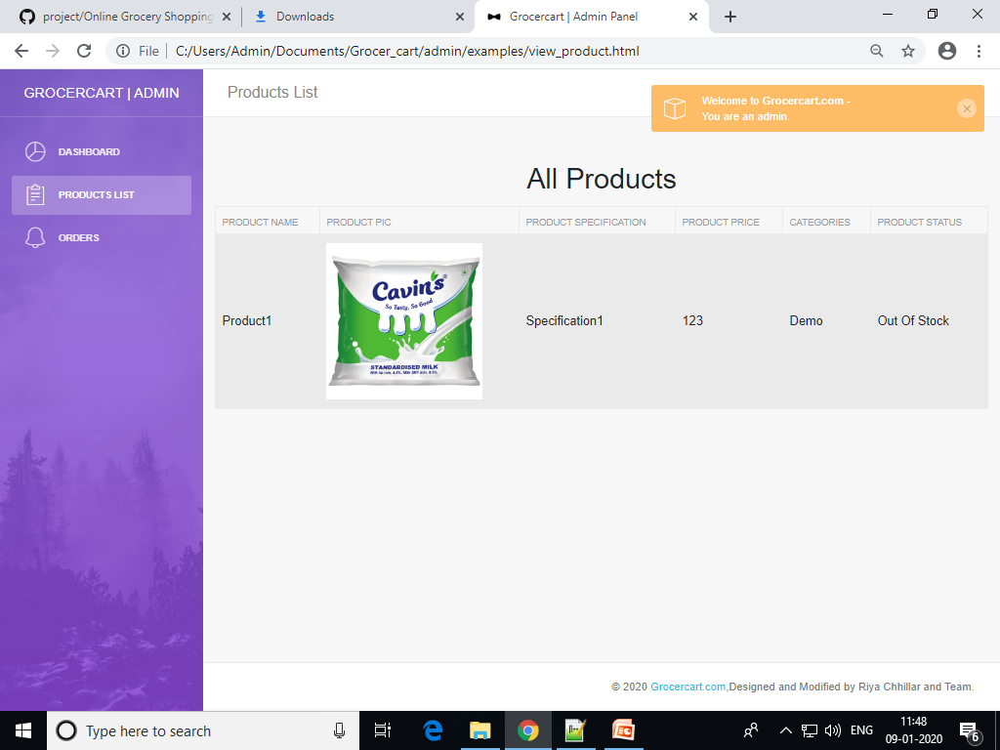 project/Online Grocery Shopping
Downloads
Grocercart | Admin Panel
File
C:/Users/Admin/Documents/Grocer_cart/admin/examples/view_product.html
GROCERCART | ADMIN
Products List
Welcome to Grocercart.com -
You are an admin.
DASHBOARD
PRODUCTS LIST
ORDERS
All Products
PRODUCT NAME
PRODUCT PIC
PRODUCT SPECIFICATION
PRODUCT PRICE
CATEGORIES
PRODUCT STATUS
Product1
Cavin's
So Tasty, So Good
STANDARDISED MILK
Specification1
123
Demo
Out Of Stock
© 2020 Grocercart.com,Designed and Modified by Riya Chhillar and Team.
Type here to search
ENG
11:48
09-01-2020
6